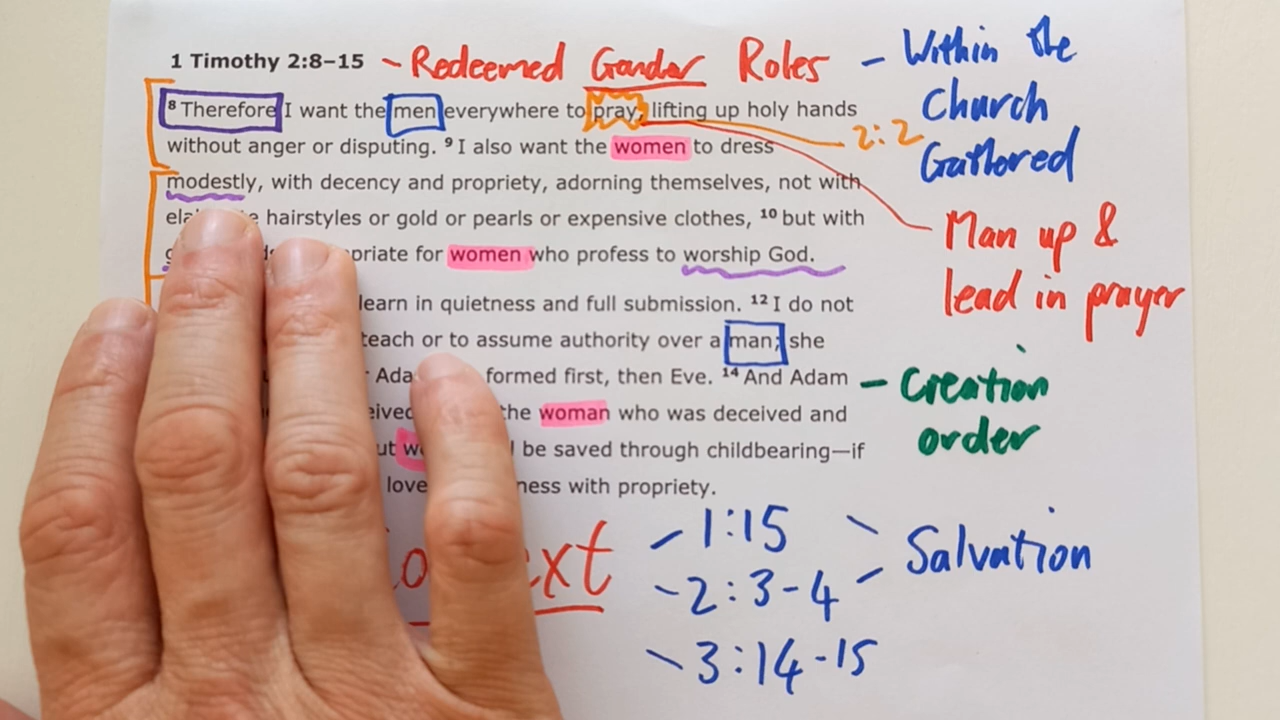 1 Timothy 2:8–15 ~ Redeemed Gender Roles – Within the
Church
Gathered
⁸ Therefore I want the men everywhere to pray, lifting up holy hands
2:2
without anger or disputing. ⁹ I also want the women to dress
modestly, with decency and propriety, adorning themselves, not with
hairstyles or gold or pearls or expensive clothes, ¹⁰ but with
Man up &
lead in prayer
for women who profess to worship God.
learn in quietness and full submission. ¹² I do not
teach or to assume authority over a man; she
formed first, then Eve. ¹⁴ And Adam – Creation
order
the woman who was deceived and
be saved through childbearing—if
love with propriety.
– 1:15
– 2:3-4 – Salvation
– 3:14-15